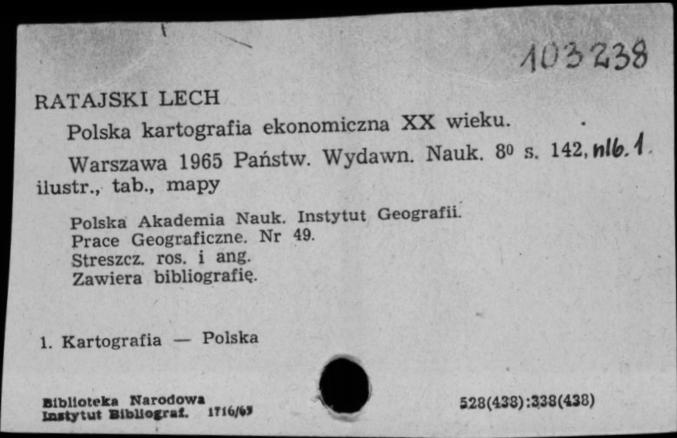 103238
RATAJSKI LECH
Polska kartografia ekonomiczna XX wieku.
Warszawa 1965 Państw. Wydawn. Nauk. 8⁰ s. 142, nlb. 1.
ilustr., tab., mapy
Polska Akademia Nauk. Instytut Geografii.
Prace Geograficzne. Nr 49.
Streszcz. ros. i ang.
Zawiera bibliografię.
1. Kartografia — Polska
Biblioteka Narodowa
Instytut Bibliograf. 1716/65
528(438):338(438)